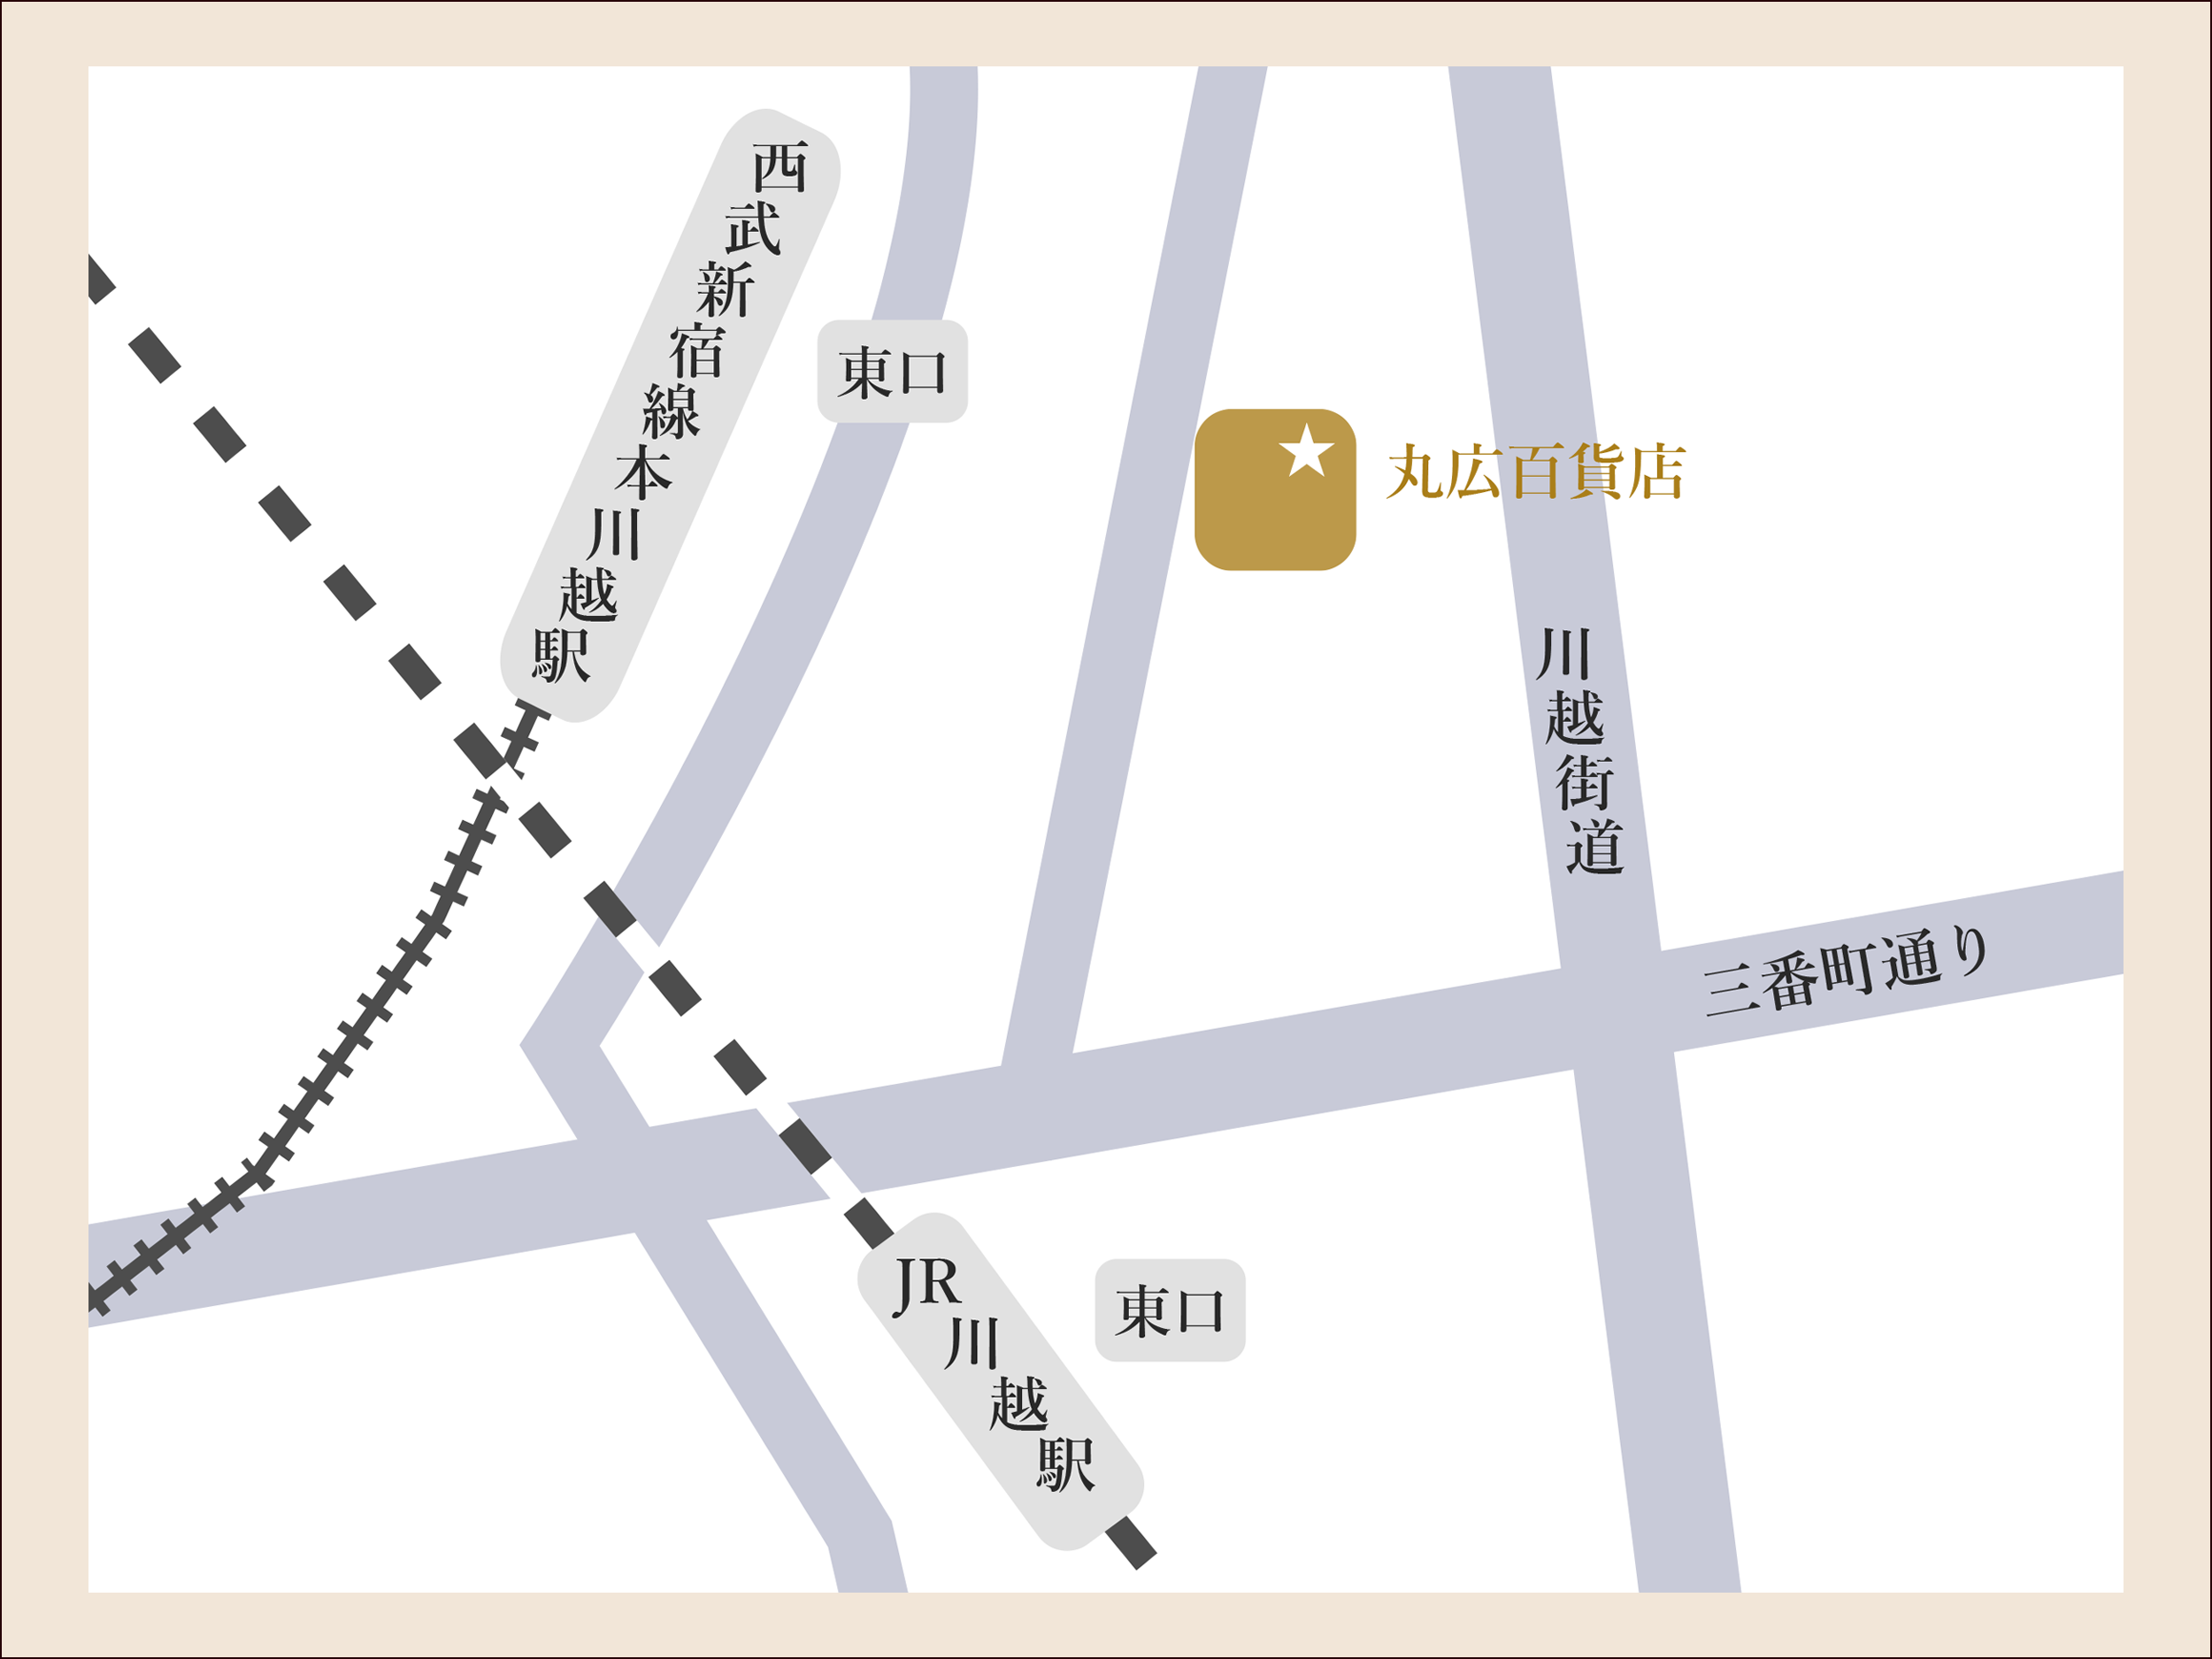 西武新宿線本川越駅
東口
丸広百貨店
川越街道
三番町通り
JR川越駅
東口